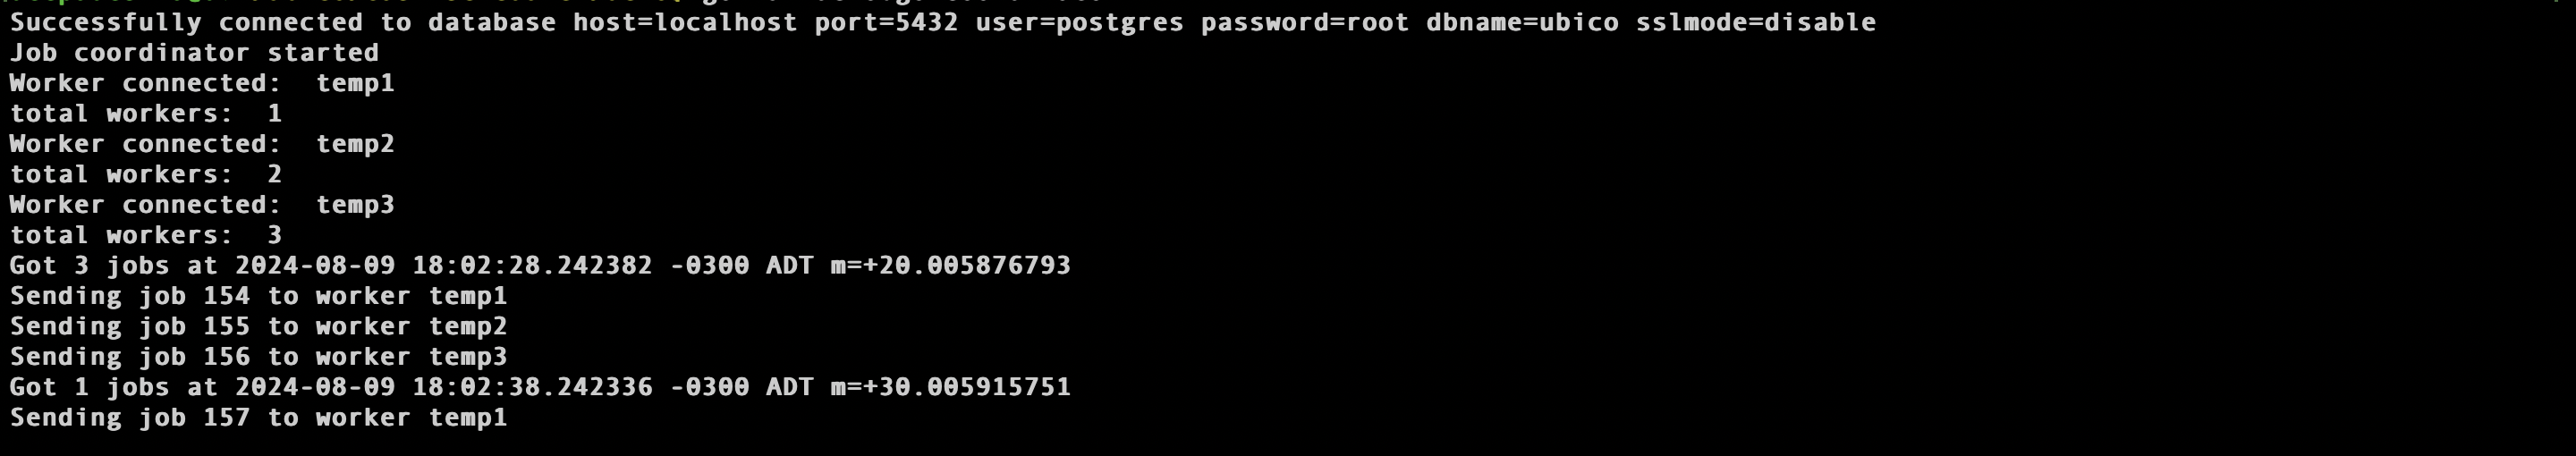 Successfully connected to database host=localhost port=5432 user=postgres password=root dbname=ubico sslmode=disable
Job coordinator started
Worker connected:  temp1
total workers:  1
Worker connected:  temp2
total workers:  2
Worker connected:  temp3
total workers:  3
Got 3 jobs at 2024-08-09 18:02:28.242382 -0300 ADT m=+20.005876793
Sending job 154 to worker temp1
Sending job 155 to worker temp2
Sending job 156 to worker temp3
Got 1 jobs at 2024-08-09 18:02:38.242336 -0300 ADT m=+30.005915751
Sending job 157 to worker temp1